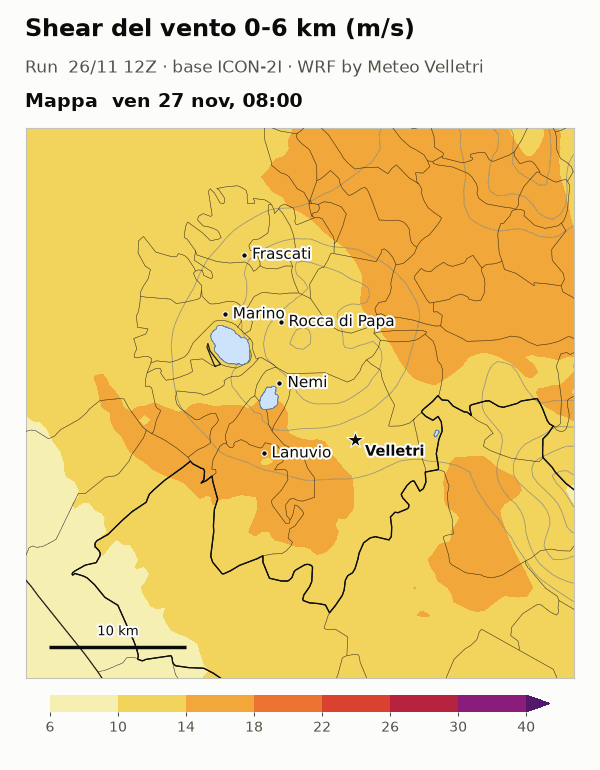 Shear del vento 0-6 km (m/s)
Run  26/11 12Z · base ICON-2I · WRF by Meteo Velletri
Mappa  ven 27 nov, 08:00
Frascati
Marino
Rocca di Papa
Nemi
Velletri
Lanuvio
10 km
6 10 14 18 22 26 30 40